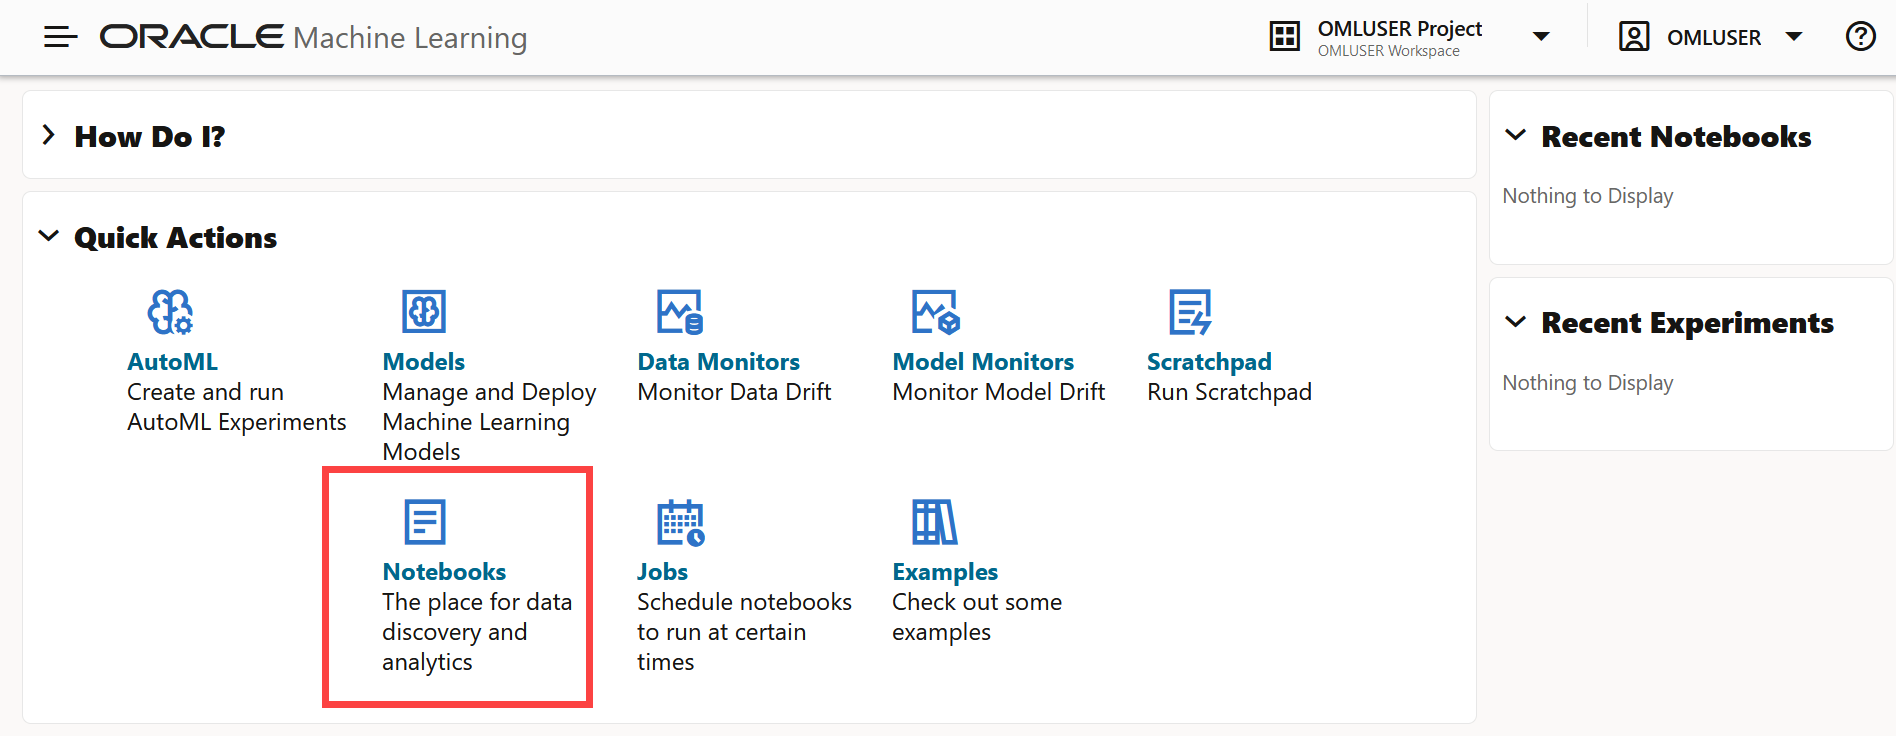 ORACLE Machine Learning
OMLUSER Project
OMLUSER Workspace
OMLUSER
How Do I?
Quick Actions
AutoML
Create and run
AutoML Experiments
Models
Manage and Deploy
Machine Learning
Models
Data Monitors
Monitor Data Drift
Model Monitors
Monitor Model Drift
Scratchpad
Run Scratchpad
Notebooks
The place for data
discovery and
analytics
Jobs
Schedule notebooks
to run at certain
times
Examples
Check out some
examples
Recent Notebooks
Nothing to Display
Recent Experiments
Nothing to Display